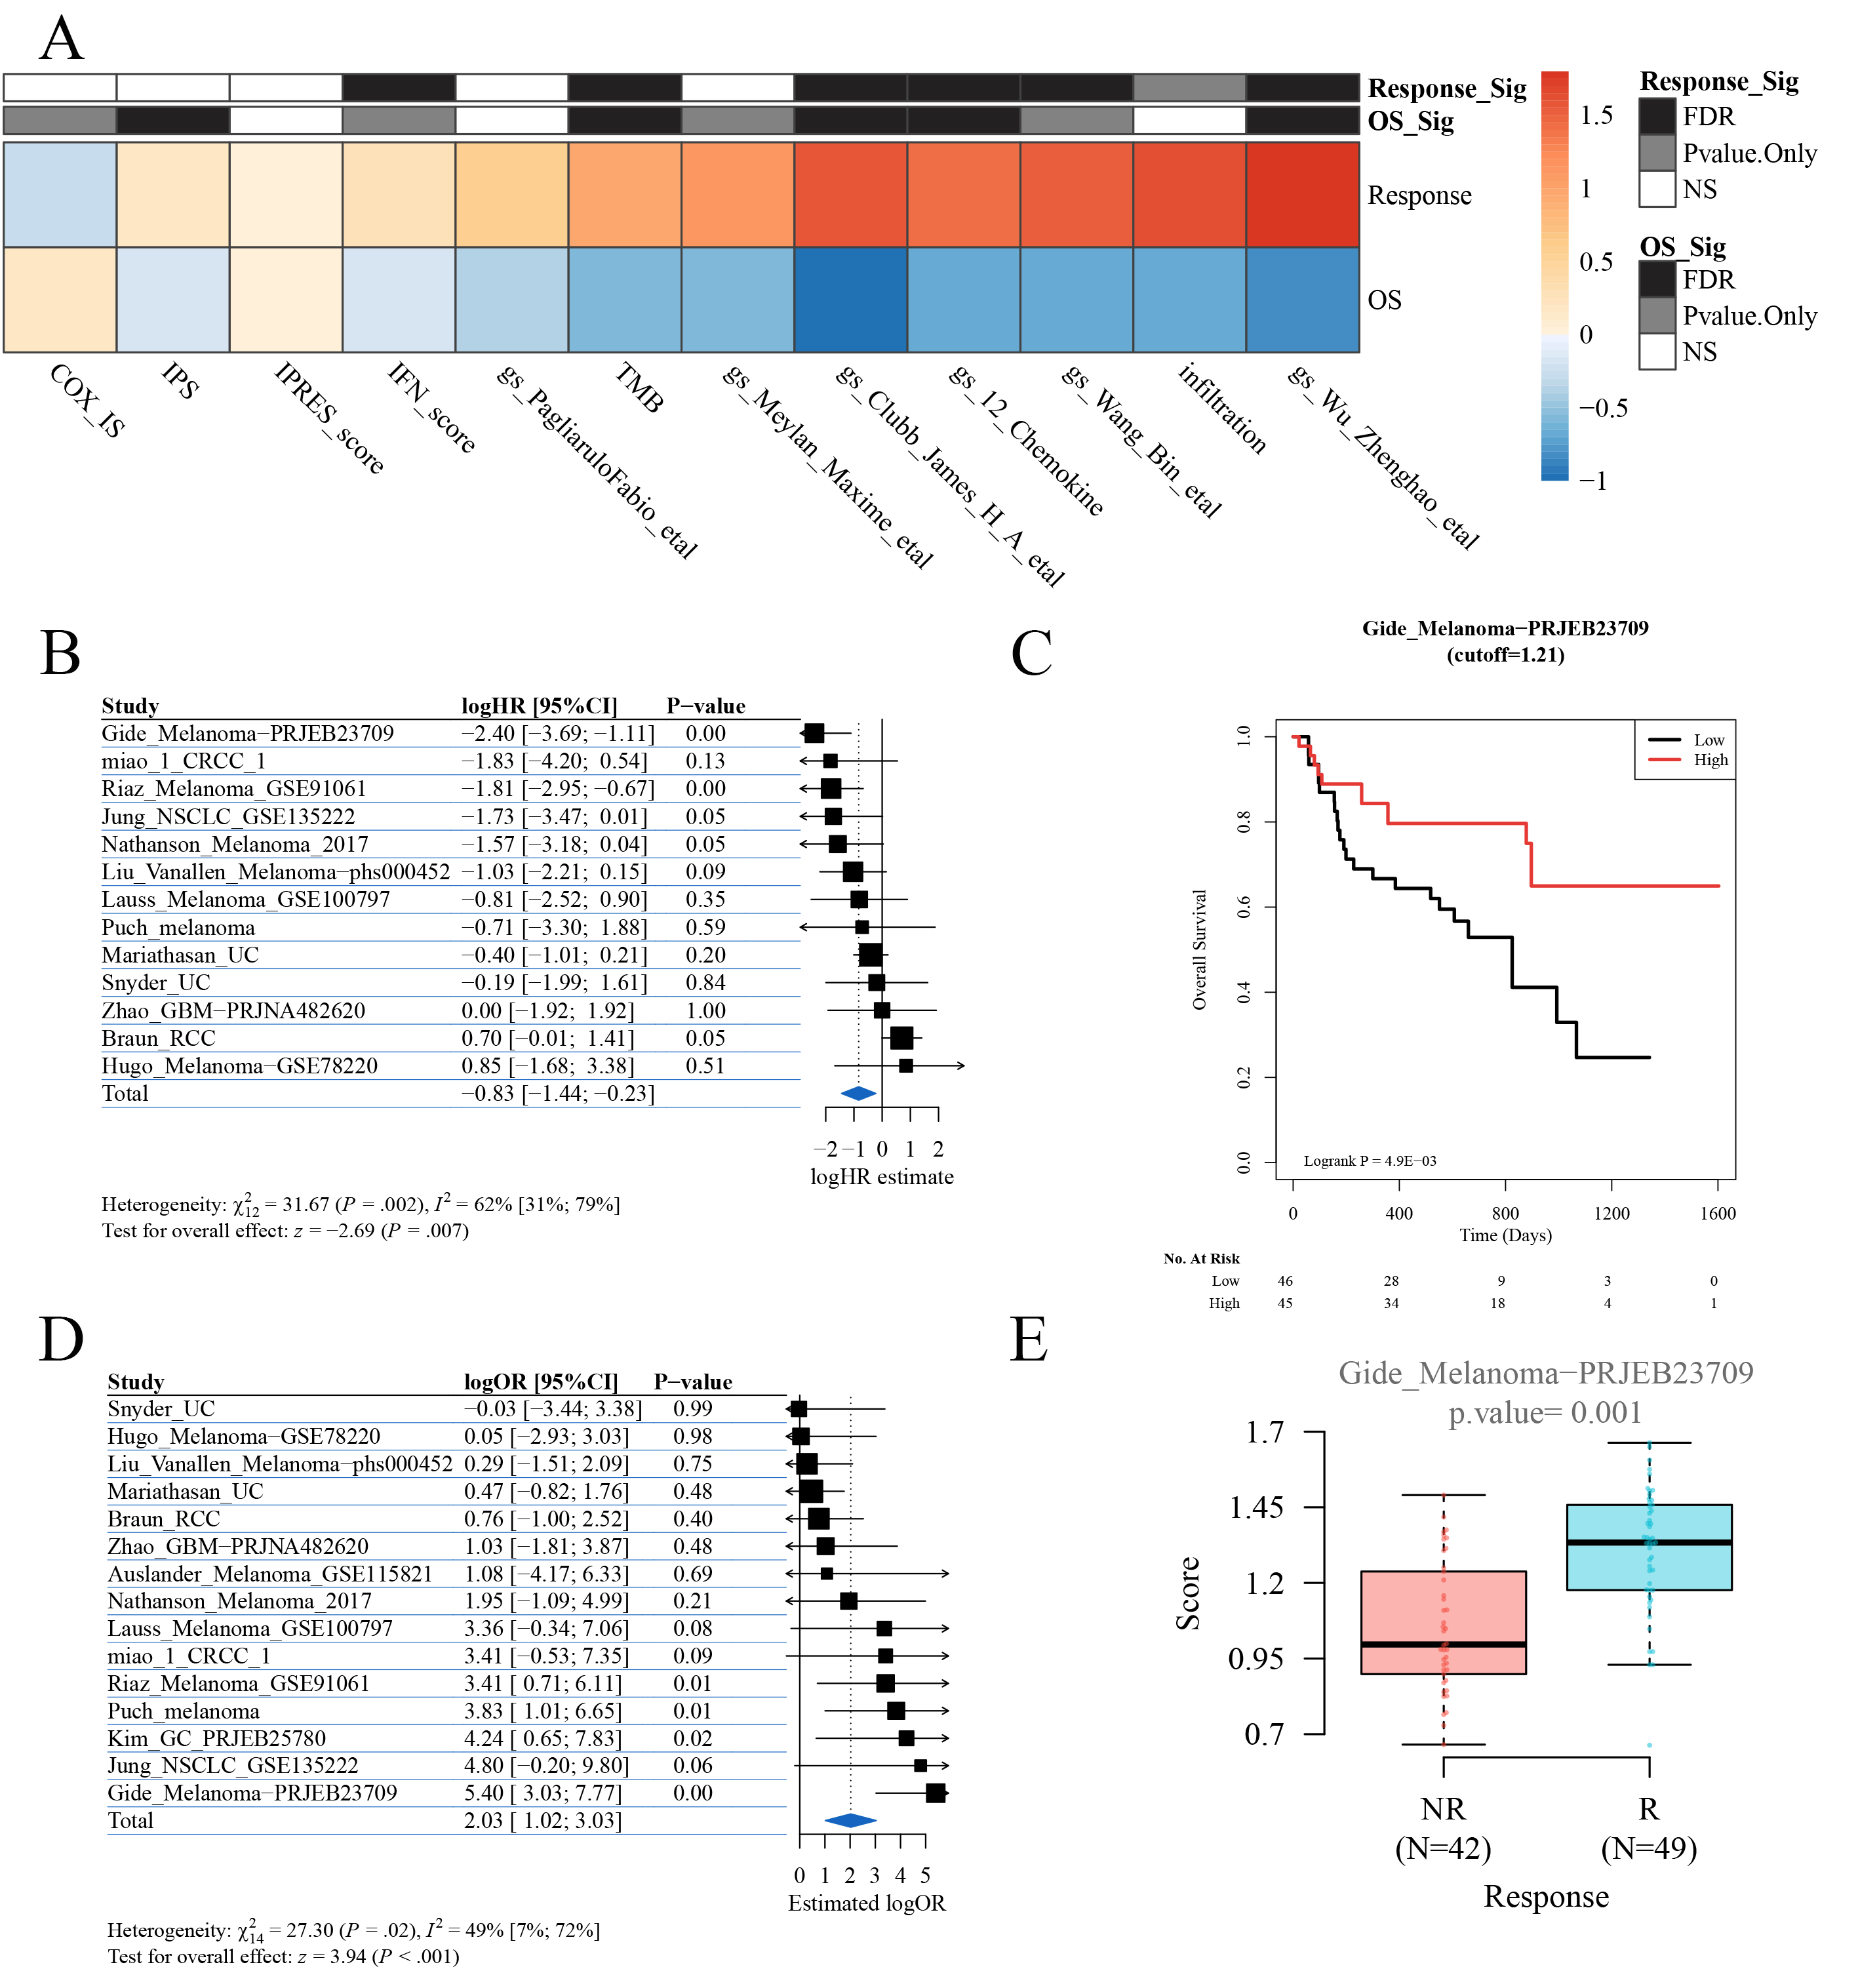 A
Response_Sig
OS_Sig
Response
OS
COX_IS
IPS
IPRES_score
IFN_score
gs_PagliaruloFabio_etal
TMB
gs_Meylan_Maxime_etal
gs_Clubb_James_H_A_etal
gs_12_Chemokine
gs_Wang_Bin_etal
infiltration
gs_Wu_Zhenghao_etal
1.5
1
0.5
0
−0.5
−1
Response_Sig
FDR
Pvalue.Only
NS
OS_Sig
FDR
Pvalue.Only
NS
B
Study logHR [95%CI] P−value
Gide_Melanoma−PRJEB23709 −2.40 [−3.69; −1.11] 0.00
miao_1_CRCC_1 −1.83 [−4.20; 0.54] 0.13
Riaz_Melanoma_GSE91061 −1.81 [−2.95; −0.67] 0.00
Jung_NSCLC_GSE135222 −1.73 [−3.47; 0.01] 0.05
Nathanson_Melanoma_2017 −1.57 [−3.18; 0.04] 0.05
Liu_Vanallen_Melanoma−phs000452 −1.03 [−2.21; 0.15] 0.09
Lauss_Melanoma_GSE100797 −0.81 [−2.52; 0.90] 0.35
Puch_melanoma −0.71 [−3.30; 1.88] 0.59
Mariathasan_UC −0.40 [−1.01; 0.21] 0.20
Snyder_UC −0.19 [−1.99; 1.61] 0.84
Zhao_GBM−PRJNA482620 0.00 [−1.92; 1.92] 1.00
Braun_RCC 0.70 [−0.01; 1.41] 0.05
Hugo_Melanoma−GSE78220 0.85 [−1.68; 3.38] 0.51
Total −0.83 [−1.44; −0.23]
−2 −1 0 1 2
logHR estimate
Heterogeneity: χ²₁₂ = 31.67 (P = .002), I² = 62% [31%; 79%]
Test for overall effect: z = −2.69 (P = .007)
C
Gide_Melanoma−PRJEB23709
(cutoff=1.21)
Low
High
Overall Survival
1.0
0.8
0.6
0.4
0.2
0.0
Logrank P = 4.9E−03
0 400 800 1200 1600
Time (Days)
No. At Risk
Low 46 28 9 3 0
High 45 34 18 4 1
D
Study logOR [95%CI] P−value
Snyder_UC −0.03 [−3.44; 3.38] 0.99
Hugo_Melanoma−GSE78220 0.05 [−2.93; 3.03] 0.98
Liu_Vanallen_Melanoma−phs000452 0.29 [−1.51; 2.09] 0.75
Mariathasan_UC 0.47 [−0.82; 1.76] 0.48
Braun_RCC 0.76 [−1.00; 2.52] 0.40
Zhao_GBM−PRJNA482620 1.03 [−1.81; 3.87] 0.48
Auslander_Melanoma_GSE115821 1.08 [−4.17; 6.33] 0.69
Nathanson_Melanoma_2017 1.95 [−1.09; 4.99] 0.21
Lauss_Melanoma_GSE100797 3.36 [−0.34; 7.06] 0.08
miao_1_CRCC_1 3.41 [−0.53; 7.35] 0.09
Riaz_Melanoma_GSE91061 3.41 [ 0.71; 6.11] 0.01
Puch_melanoma 3.83 [ 1.01; 6.65] 0.01
Kim_GC_PRJEB25780 4.24 [ 0.65; 7.83] 0.02
Jung_NSCLC_GSE135222 4.80 [−0.20; 9.80] 0.06
Gide_Melanoma−PRJEB23709 5.40 [ 3.03; 7.77] 0.00
Total 2.03 [ 1.02; 3.03]
0 1 2 3 4 5
Estimated logOR
Heterogeneity: χ²₁₄ = 27.30 (P = .02), I² = 49% [7%; 72%]
Test for overall effect: z = 3.94 (P < .001)
E
Gide_Melanoma−PRJEB23709
p.value= 0.001
Score
1.7
1.45
1.2
0.95
0.7
NR R
(N=42) (N=49)
Response